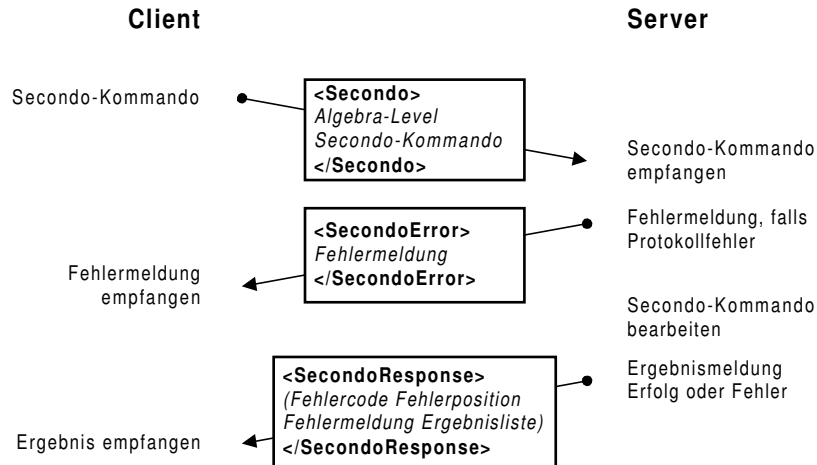 Client
Server
Secondo-Kommando
<Secondo>
Algebra-Level
Secondo-Kommando
</Secondo>
Secondo-Kommando
empfangen
<SecondoError>
Fehlermeldung
</SecondoError>
Fehlermeldung, falls
Protokollfehler
Fehlermeldung
empfangen
Secondo-Kommando
bearbeiten
<SecondoResponse>
(Fehlercode Fehlerposition
Fehlermeldung Ergebnisliste)
</SecondoResponse>
Ergebnismeldung
Erfolg oder Fehler
Ergebnis empfangen